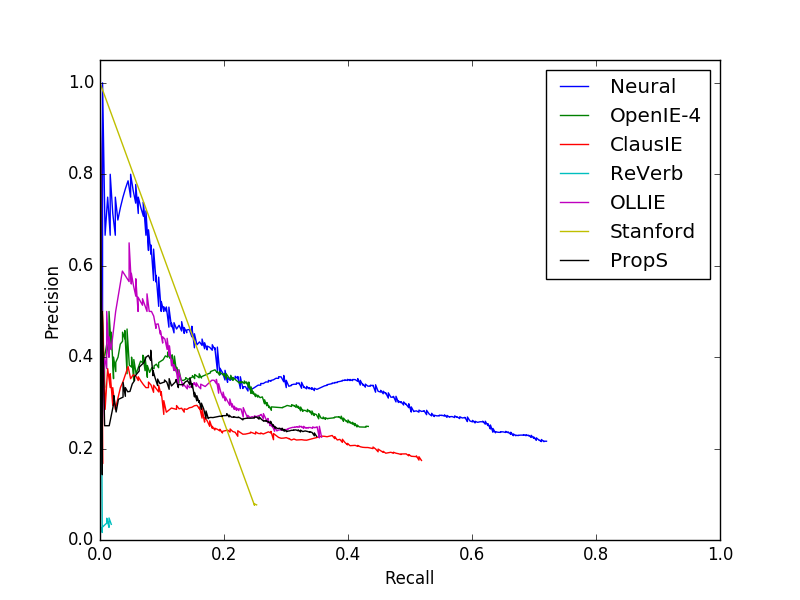 1.0
0.8
0.6
0.4
0.2
0.0
Precision
0.0 0.2 0.4 0.6 0.8 1.0
Recall
Neural
OpenIE-4
ClausIE
ReVerb
OLLIE
Stanford
PropS